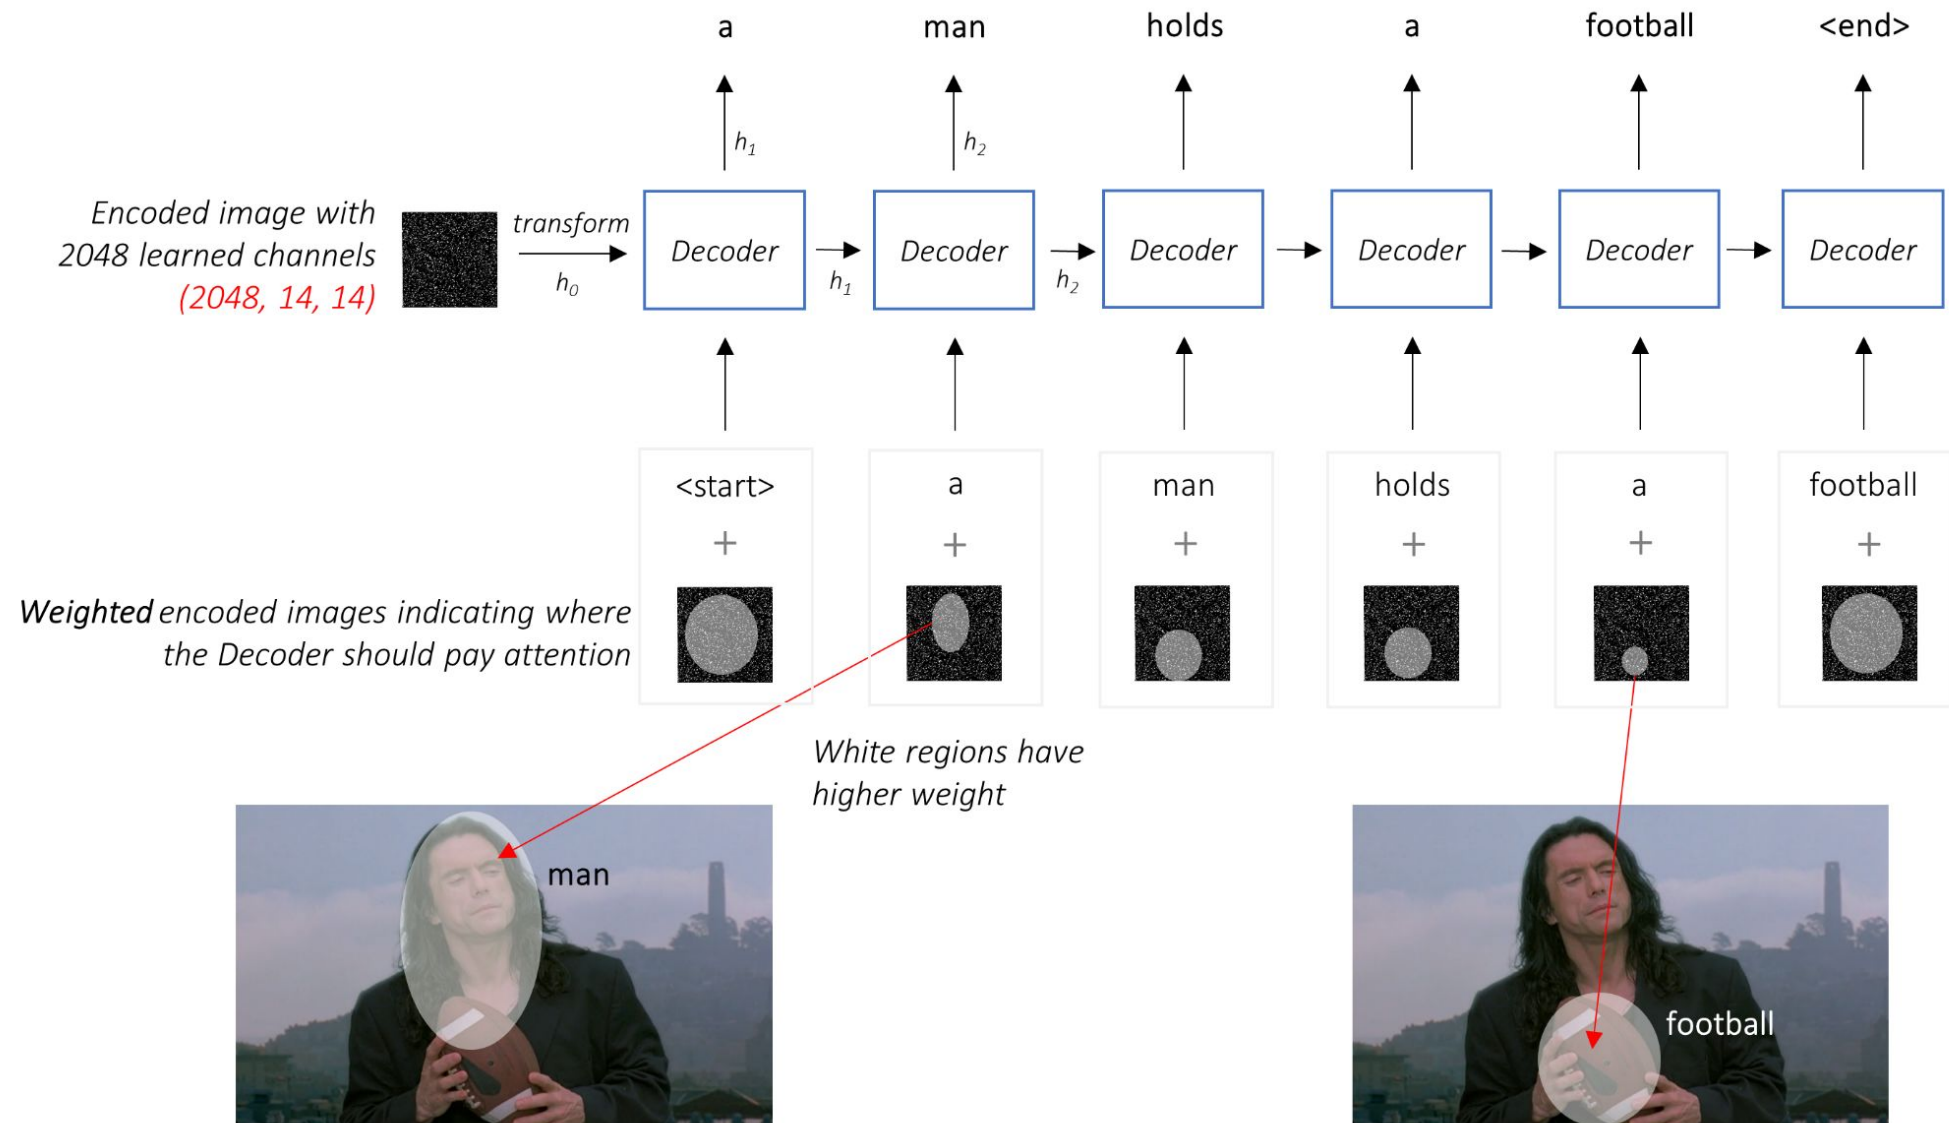 a man holds a football <end>
h1 h2
Encoded image with
2048 learned channels
(2048, 14, 14)
transform
h0
Decoder Decoder Decoder Decoder Decoder Decoder
h1 h2
<start> a man holds a football
+ + + + + +
Weighted encoded images indicating where
the Decoder should pay attention
White regions have
higher weight
man
football